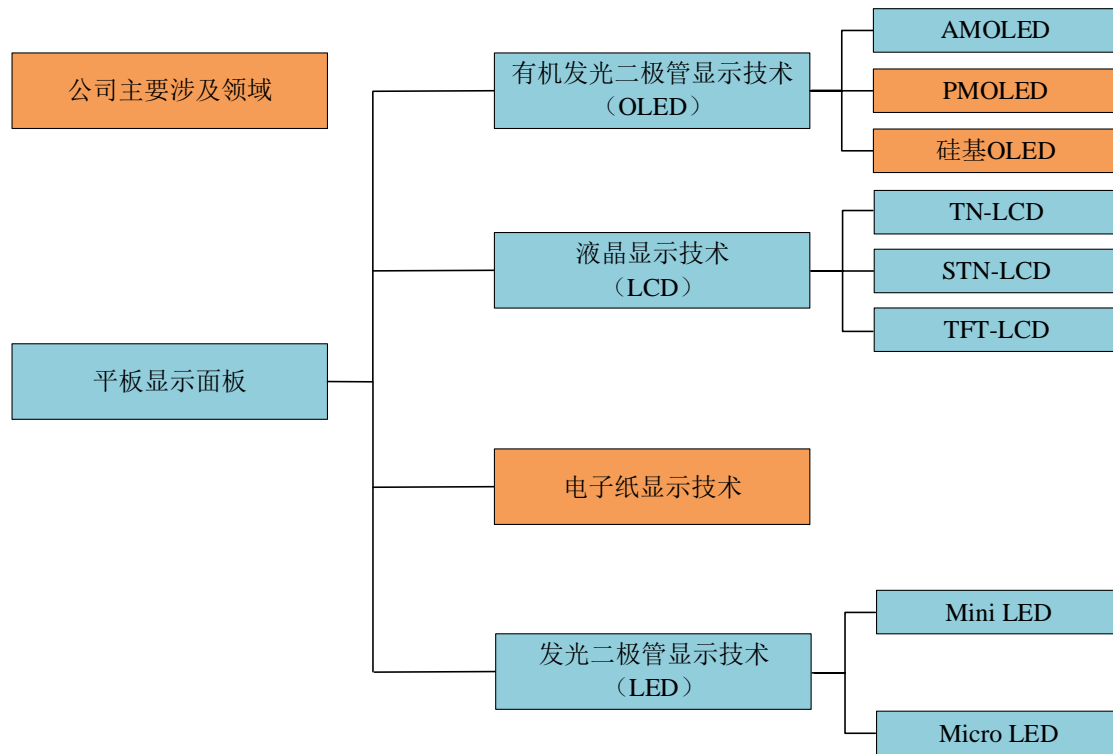 公司主要涉及领域
平板显示面板
有机发光二极管显示技术
（OLED）
AMOLED
PMOLED
硅基OLED
液晶显示技术
（LCD）
TN-LCD
STN-LCD
TFT-LCD
电子纸显示技术
发光二极管显示技术
（LED）
Mini LED
Micro LED